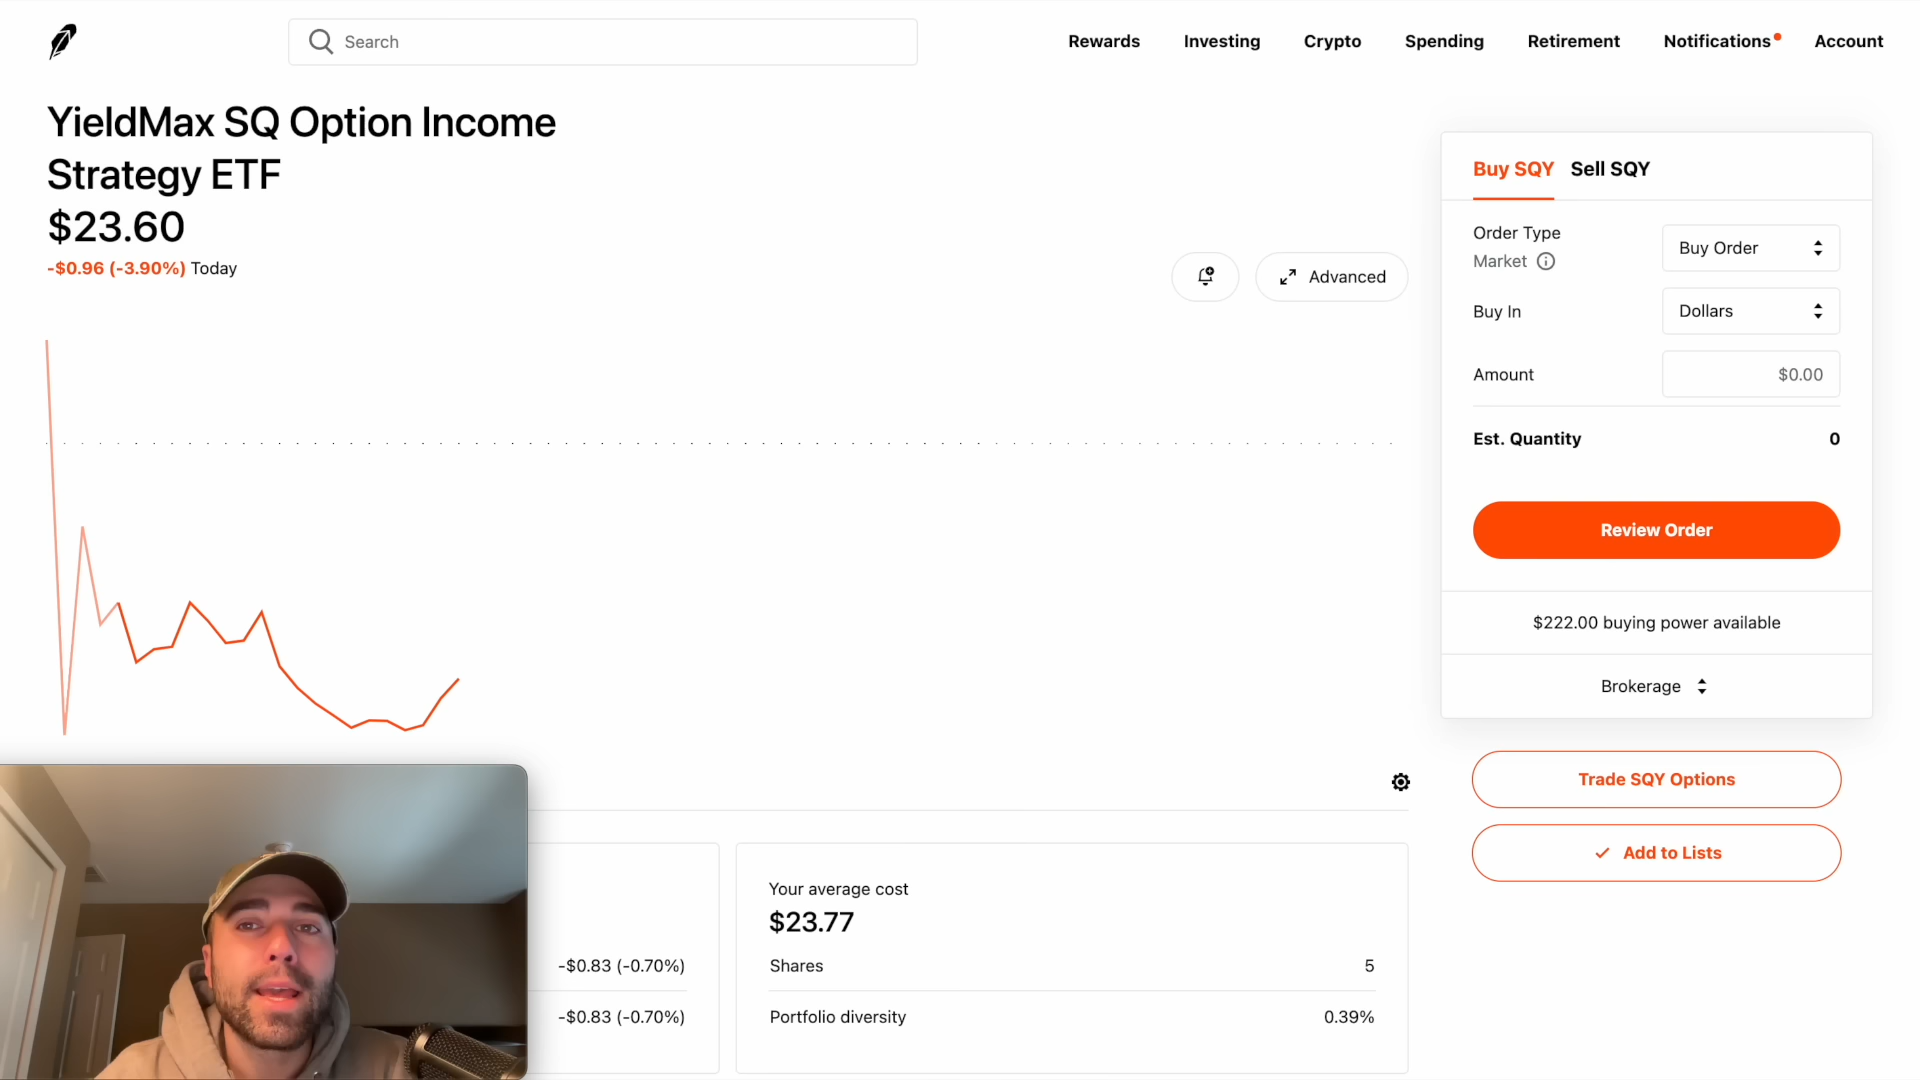 Search
Rewards
Investing
Crypto
Spending
Retirement
Notifications
Account
YieldMax SQ Option Income
Strategy ETF
$23.60
-$0.96 (-3.90%) Today
Advanced
Buy SQY
Sell SQY
Order Type
Market
Buy Order
Buy In
Dollars
Amount
$0.00
Est. Quantity
0
Review Order
$222.00 buying power available
Brokerage
Trade SQY Options
Add to Lists
-$0.83 (-0.70%)
-$0.83 (-0.70%)
Your average cost
$23.77
Shares
5
Portfolio diversity
0.39%